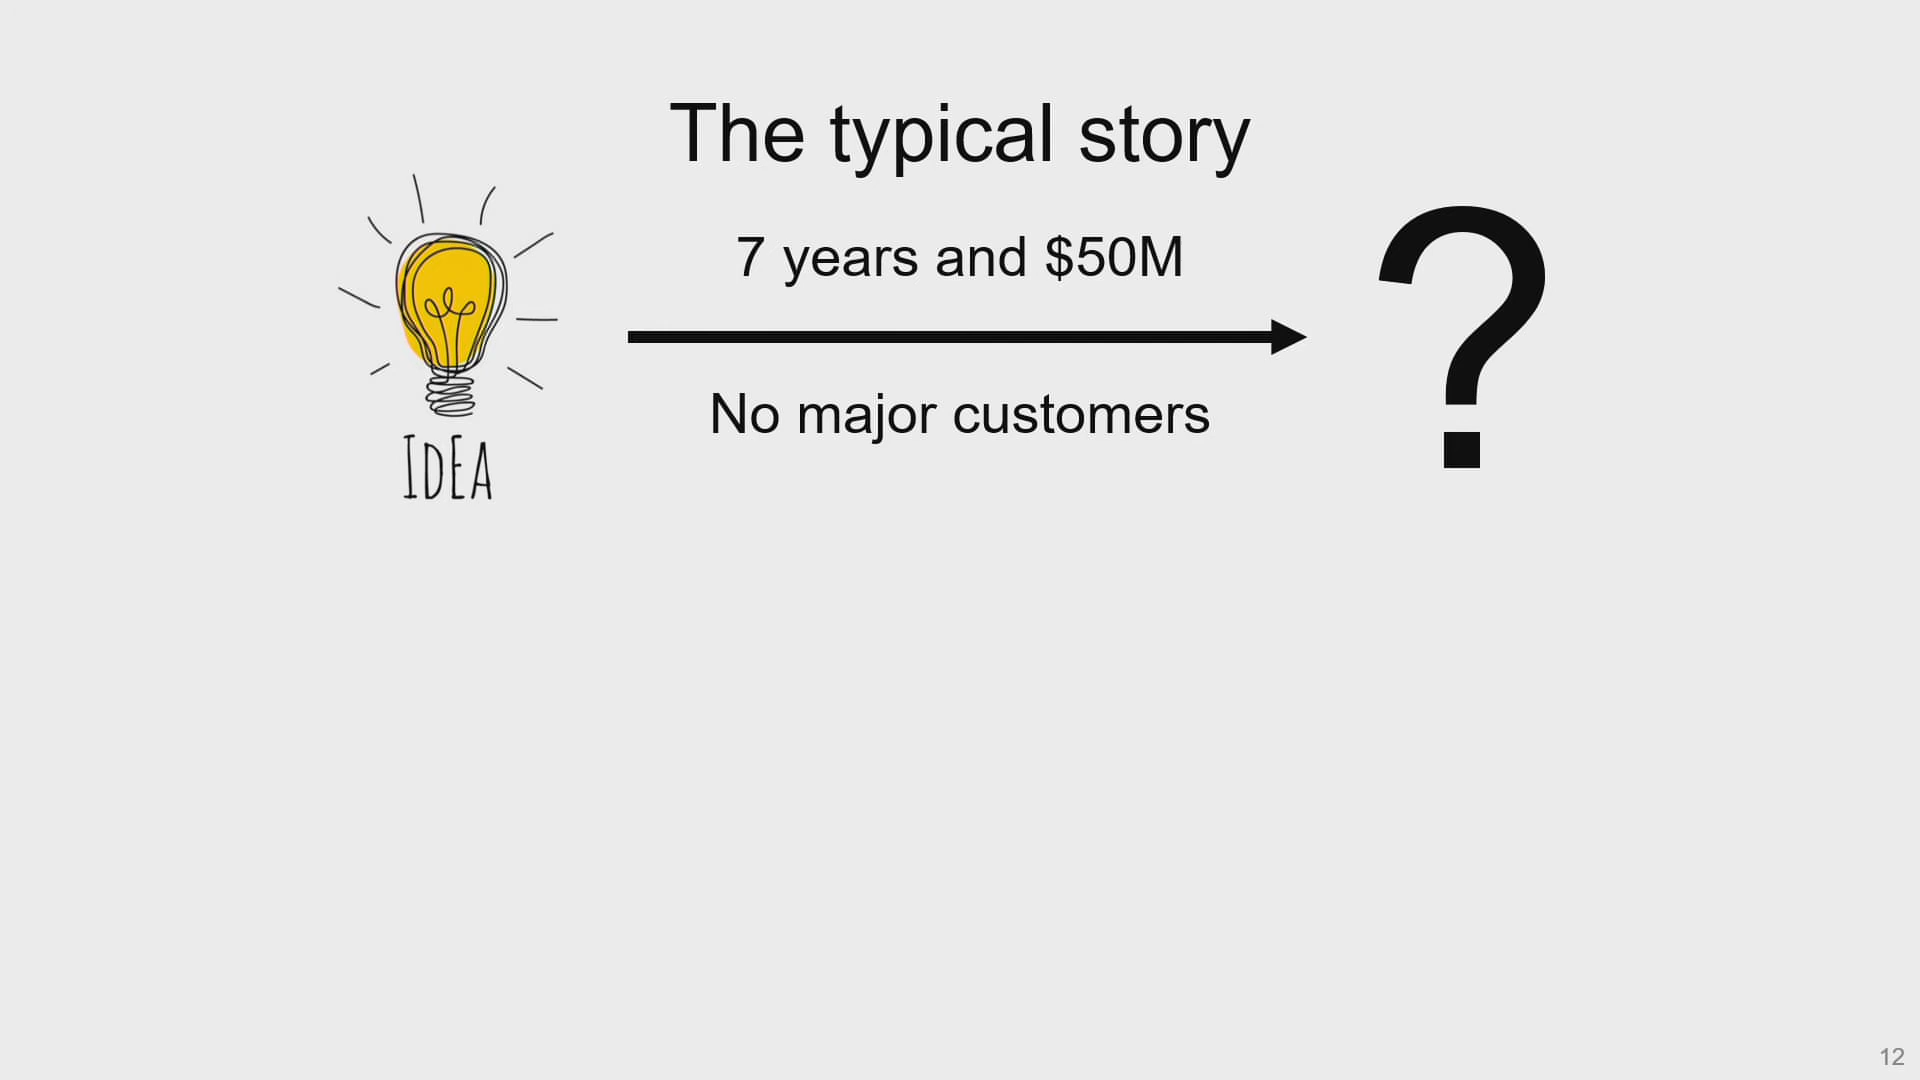 The typical story
7 years and $50M
?
No major customers
IDEA
12